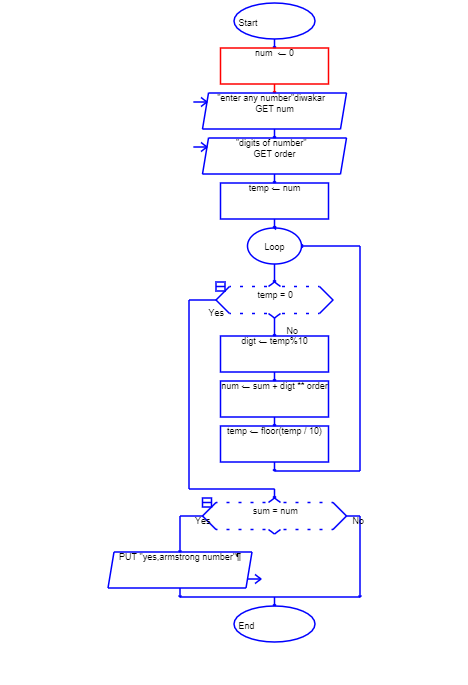 Start
num ← 0
"enter any number"diwakar
GET num
"digits of number"
GET order
temp ← num
Loop
temp = 0
Yes
No
digt ← temp%10
num ← sum + digt ** order
temp ← floor(temp / 10)
sum = num
Yes
No
PUT "yes,armstrong number"¶
End